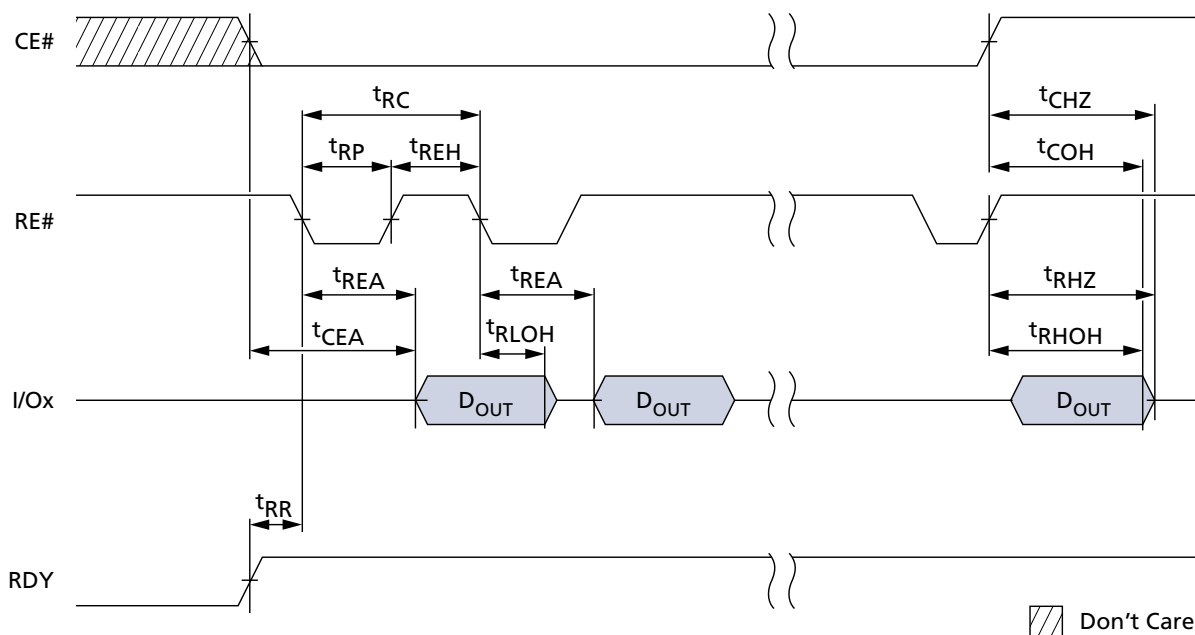 CE#
tRC
tCHZ
tRP
tREH
tCOH
RE#
tREA
tREA
tRHZ
tCEA
tRLOH
tRHOH
I/Ox
DOUT
DOUT
DOUT
tRR
RDY
Don't Care